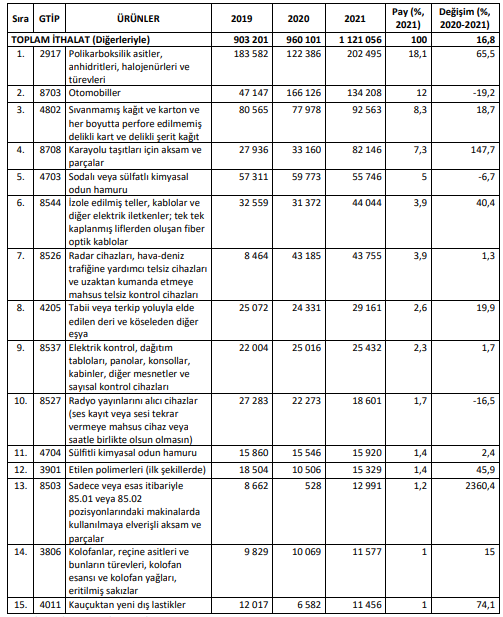 Sıra GTİP ÜRÜNLER 2019 2020 2021 Pay (%, 2021) Değişim (%, 2020-2021)
TOPLAM İTHALAT (Diğerleriyle) 903 201 960 101 1 121 056 100 16,8
1. 2917 Polikarboksilik asitler, 183 582 122 386 202 495 18,1 65,5
anhidritleri, halojenürleri ve
türevleri
2. 8703 Otomobiller 47 147 166 126 134 208 12 -19,2
3. 4802 Sıvanmamış kağıt ve karton ve 80 565 77 978 92 563 8,3 18,7
her boyutta perfore edilmemiş
delikli kart ve delikli şerit kağıt
4. 8708 Karayolu taşıtları için aksam ve 27 936 33 160 82 146 7,3 147,7
parçalar
5. 4703 Sodalı veya sülfatlı kimyasal 57 311 59 773 55 746 5 -6,7
odun hamuru
6. 8544 İzole edilmiş teller, kablolar ve 32 559 31 372 44 044 3,9 40,4
diğer elektrik iletkenler; tek tek
kaplanmış liflerden oluşan fiber
optik kablolar
7. 8526 Radar cihazları, hava-deniz 8 464 43 185 43 755 3,9 1,3
trafiğine yardımcı telsiz cihazları
ve uzaktan kumanda etmeye
mahsus telsiz kontrol cihazları
8. 4205 Tabii veya terkip yoluyla elde 25 072 24 331 29 161 2,6 19,9
edilen deri ve köseleden diğer
eşya
9. 8537 Elektrik kontrol, dağıtım 22 004 25 016 25 432 2,3 1,7
tabloları, panolar, konsollar,
kabinler, diğer mesnetler ve
sayısal kontrol cihazları
10. 8527 Radyo yayınlarını alıcı cihazlar 27 283 22 273 18 601 1,7 -16,5
(ses kayıt veya sesi tekrar
vermeye mahsus cihaz veya
saatle birlikte olsun olmasın)
11. 4704 Sülfitli kimyasal odun hamuru 15 860 15 546 15 920 1,4 2,4
12. 3901 Etilen polimerleri (ilk şekillerde) 18 504 10 506 15 329 1,4 45,9
13. 8503 Sadece veya esas itibariyle 8 662 528 12 991 1,2 2360,4
85.01 veya 85.02
pozisyonlarındaki makinalarda
kullanılmaya elverişli aksam ve
parçalar
14. 3806 Kolofanlar, reçine asitleri ve 9 829 10 069 11 577 1 15
bunların türevleri, kolofan
esansı ve kolofan yağları,
eritilmiş sakızlar
15. 4011 Kauçuktan yeni dış lastikler 12 017 6 582 11 456 1 74,1